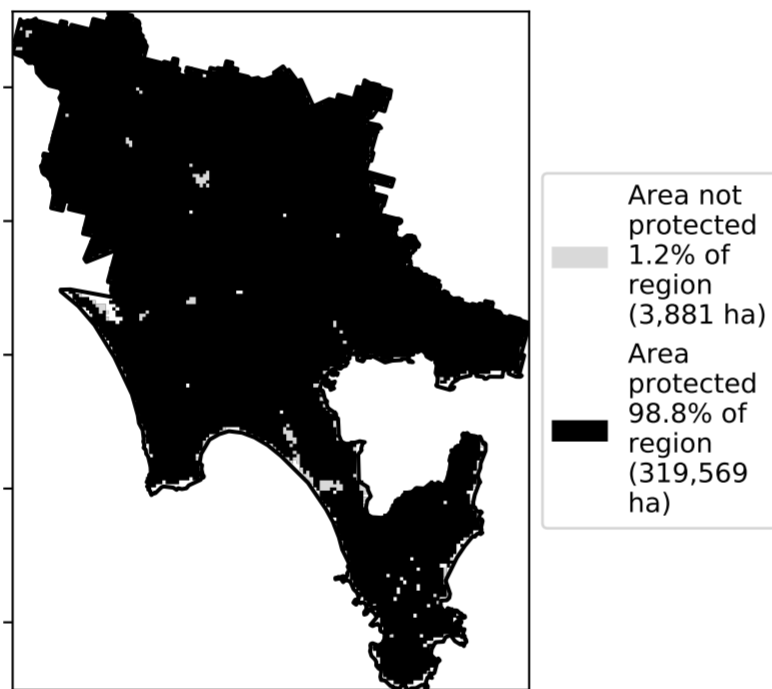 Area not
protected
1.2% of
region
(3,881 ha)
Area
protected
98.8% of
region
(319,569
ha)